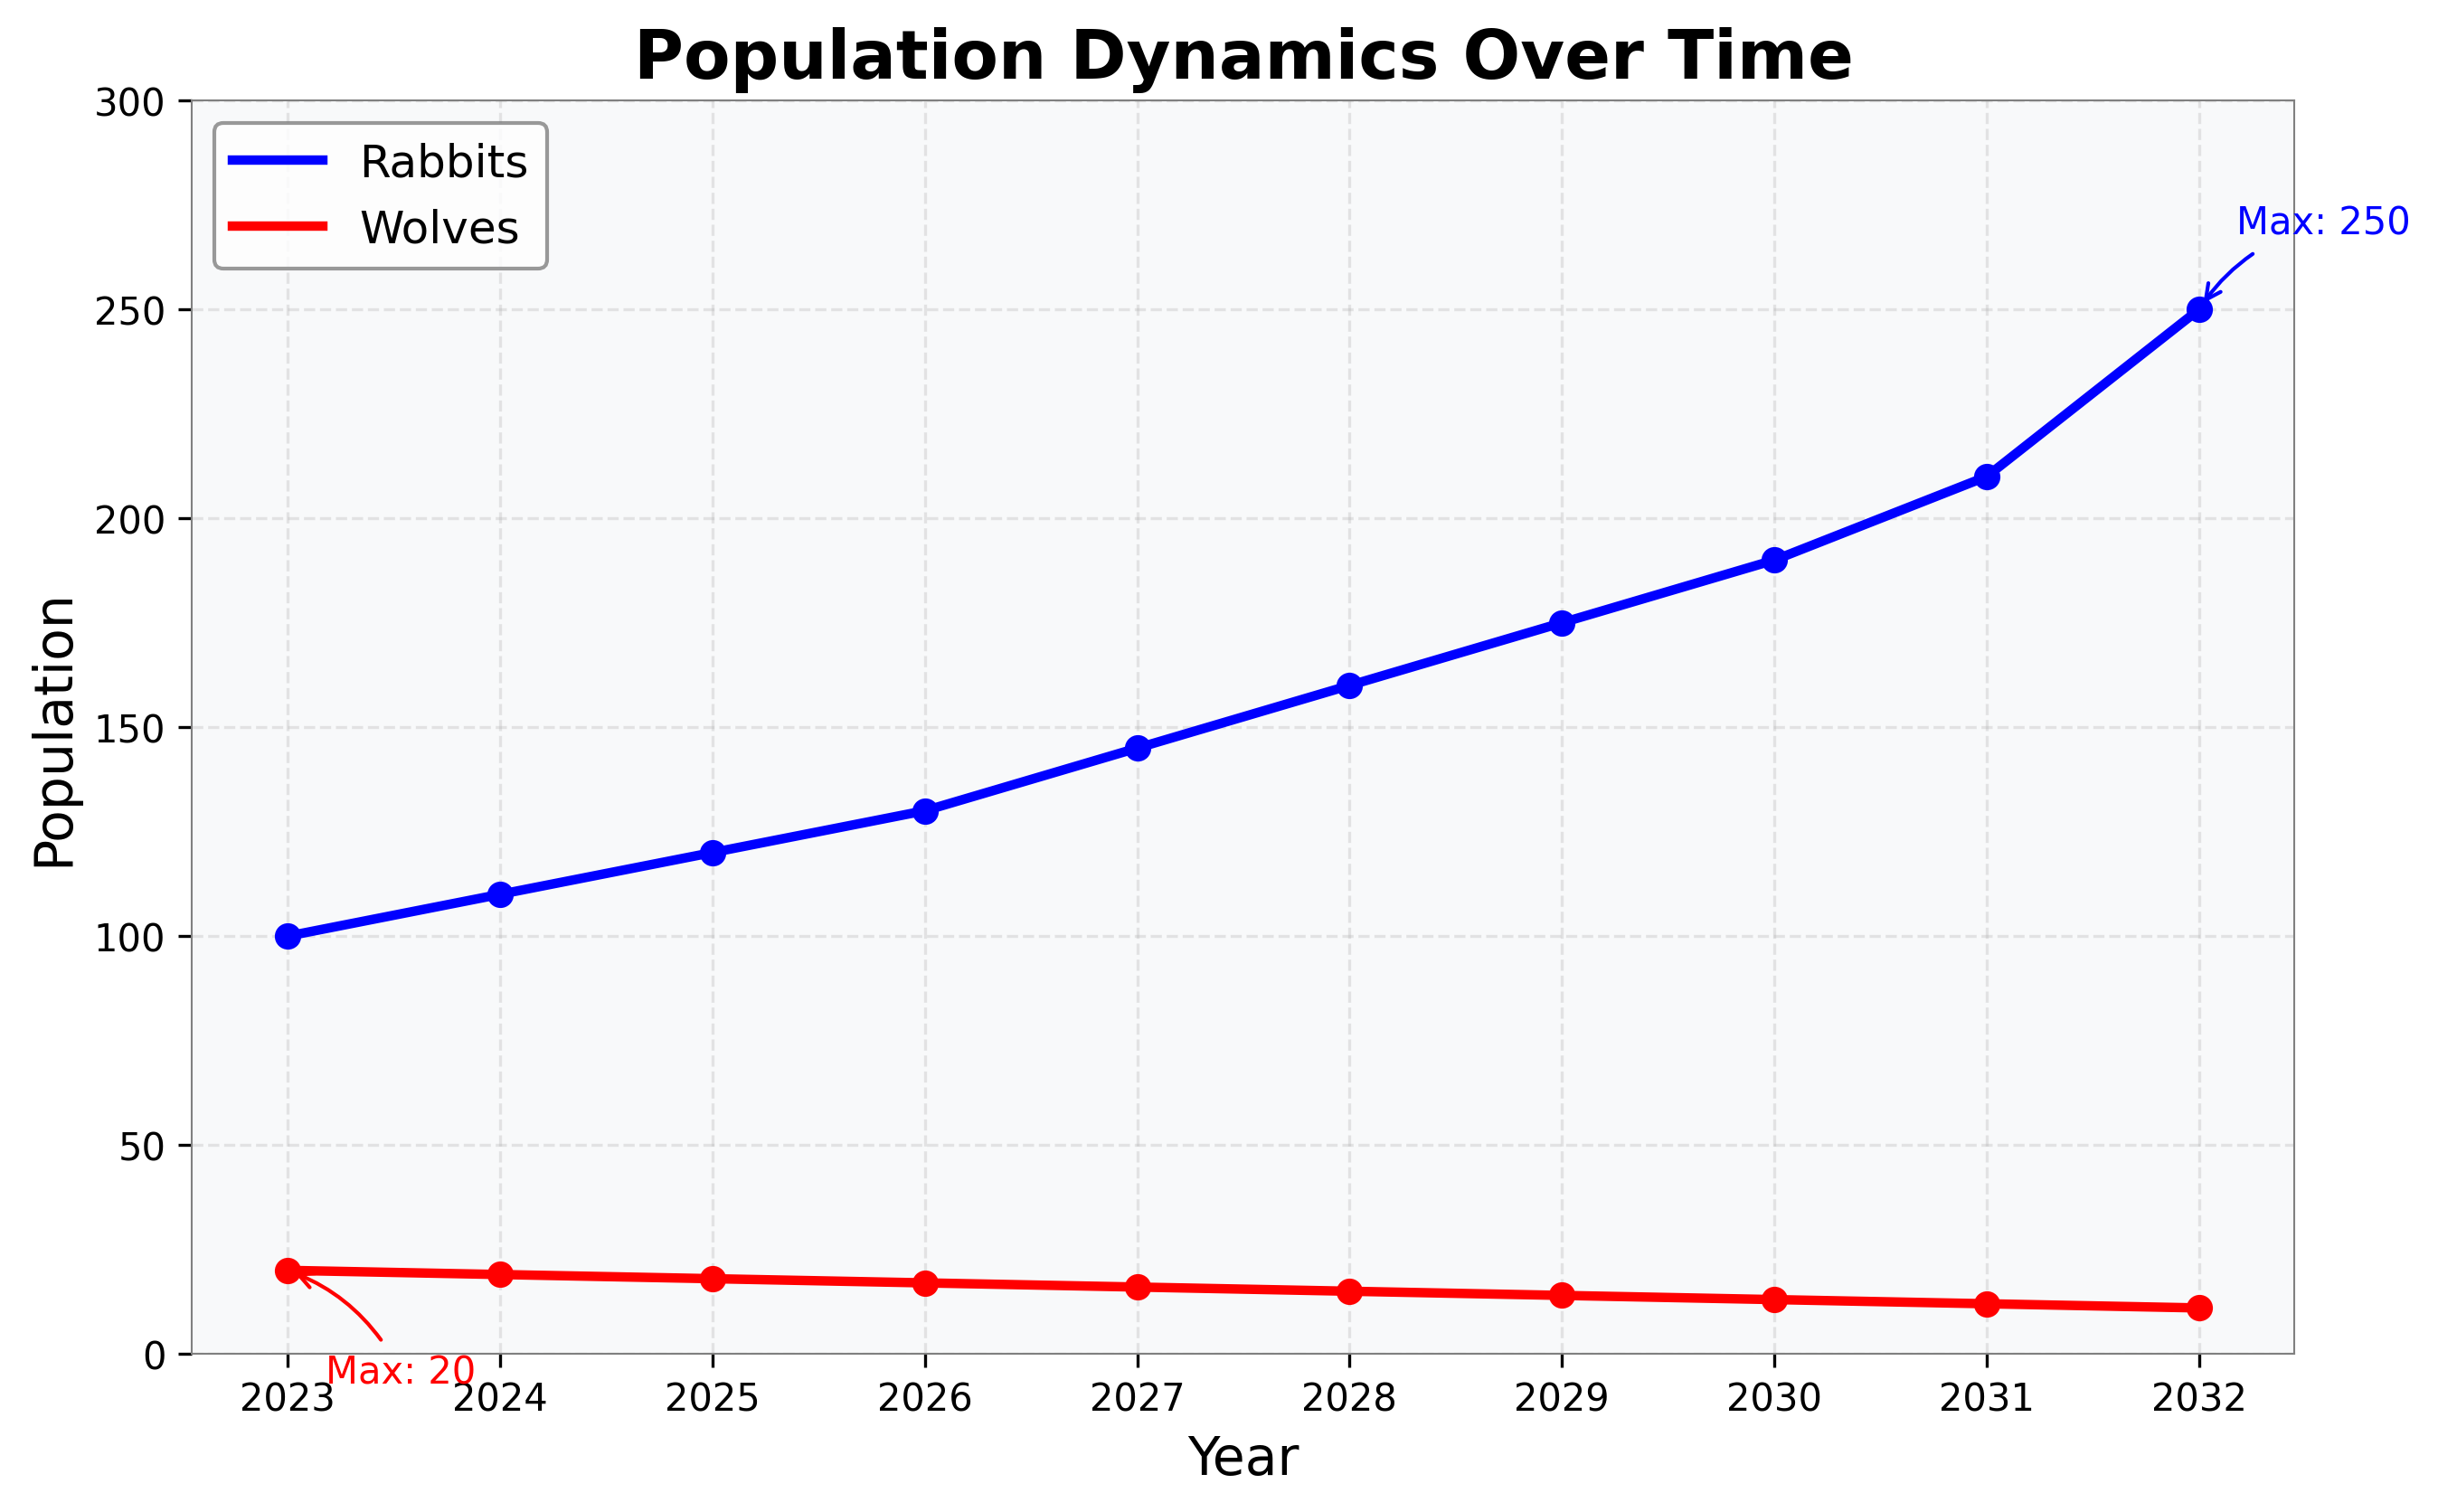 Population Dynamics Over Time
Rabbits
Wolves
Max: 250
Population
300
250
200
150
100
50
0
Max: 20
2023 2024 2025 2026 2027 2028 2029 2030 2031 2032
Year